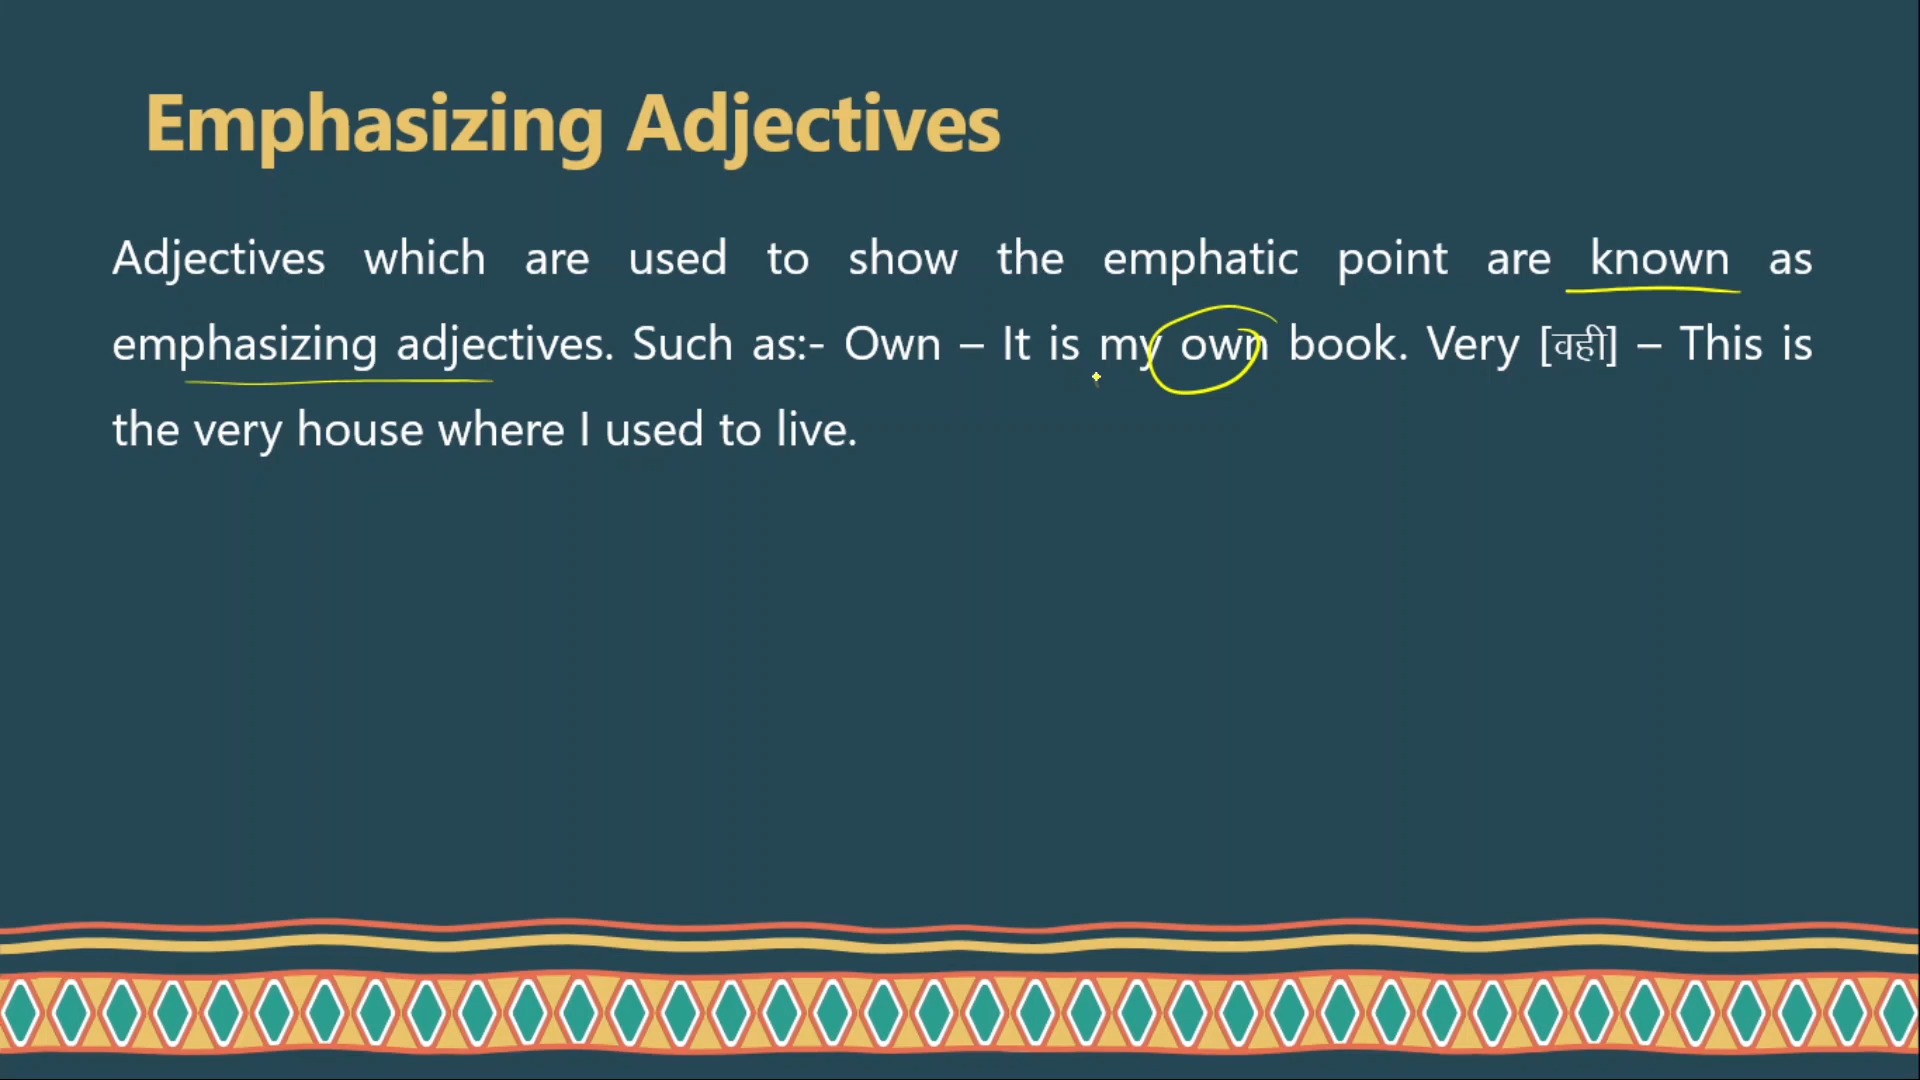 Emphasizing Adjectives
Adjectives which are used to show the emphatic point are known as
emphasizing adjectives. Such as:- Own – It is my own book. Very [वही] – This is
the very house where I used to live.